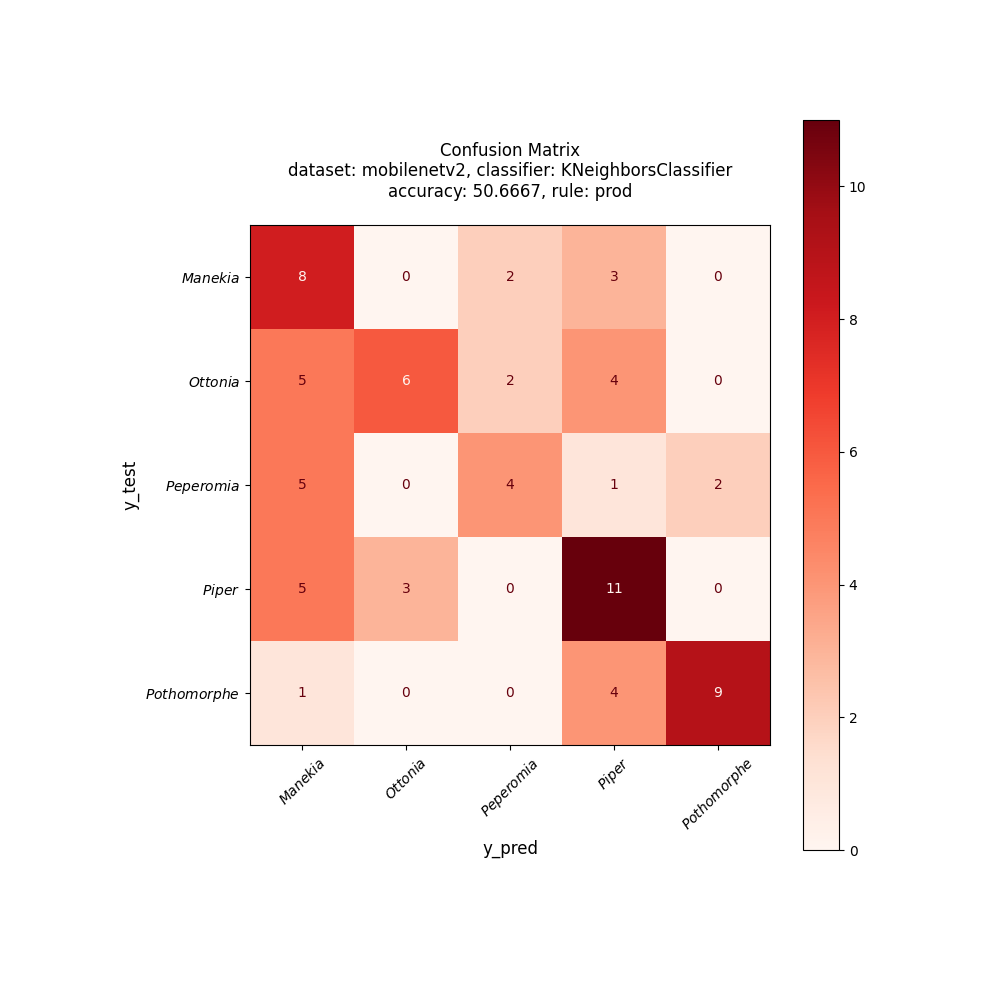 Confusion Matrix
dataset: mobilenetv2, classifier: KNeighborsClassifier
accuracy: 50.6667, rule: prod
y_test
Manekia 8 0 2 3 0
Ottonia 5 6 2 4 0
Peperomia 5 0 4 1 2
Piper 5 3 0 11 0
Pothomorphe 1 0 0 4 9
Manekia Ottonia Peperomia Piper Pothomorphe
y_pred
10
8
6
4
2
0